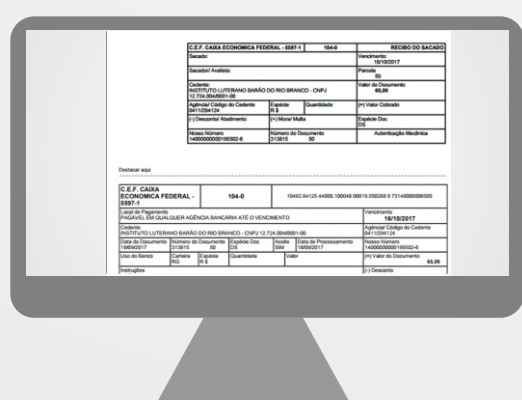 C.E.F. CAIXA ECONOMICA FEDERAL - 5597-1 104-0 RECIBO DO SACADO
Sacado: Vencimento
16/10/2017
Sacador/ Avalista: Parcela
50
Cedente: Valor do Documento
INSTITUTO LUTERANO BARÃO DO RIO BRANCO - CNPJ 65,00
12.724.004/0001-00
Agência/ Código do Cedente Espécie Quantidade (=) Valor Cobrado
0411/294124 R $
(-) Desconto/ Abatimento (+) Mora/ Multa Espécie Doc
DS
Nosso Número Número do Documento Autenticação Mecânica
14000000000195502-6 313815 50
Destacar aqui
C.E.F. CAIXA
ECONOMICA FEDERAL - 104-0 10492.94125 44000.100046 00019.550268 6 73140000006500
5597-1
Local de Pagamento Vencimento
PAGÁVEL EM QUALQUER AGÊNCIA BANCÁRIA ATÉ O VENCIMENTO 16/10/2017
Cedente Agência/ Código do Cedente
INSTITUTO LUTERANO BARÃO DO RIO BRANCO - CNPJ 12.724.004/0001-00 0411/294124
Data do Documento Número do Documento Espécie Doc Aceite Data de Processamento Nosso Número
18/09/2017 313815 50 DS SIM 18/09/2017 14000000000195502-6
Uso do Banco Carteira Espécie Quantidade Valor (=) Valor do Documento
RG R $ 65,00
Instruções (-) Desconto